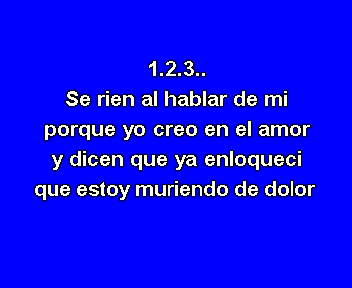 1.2.3..
Se rien al hablar de mi
porque yo creo en el amor
y dicen que ya enloqueci
que estoy muriendo de dolor